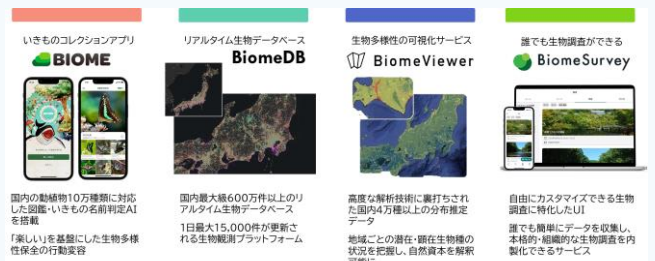 いきものコレクションアプリ
BIOME
国内の動植物10万種類に対応
した図鑑・いきもの名前判定AI
を搭載
「楽しい」を基盤にした生物多様
性保全の行動変容
リアルタイム生物データベース
BiomeDB
国内最大級600万件以上のリ
アルタイム生物データベース
1日最大15,000件が更新さ
れる生物観測プラットフォーム
生物多様性の可視化サービス
BiomeViewer
高度な解析技術に裏打ちされ
た国内4万種以上の分布推定
データ
地域ごとの潜在・顕在生物種の
状況を把握し、自然資本を解釈
誰でも生物調査ができる
BiomeSurvey
自由にカスタマイズできる生物
調査に特化したUI
誰でも簡単にデータを収集し、
本格的・組織的な生物調査を内
製化できるサービス